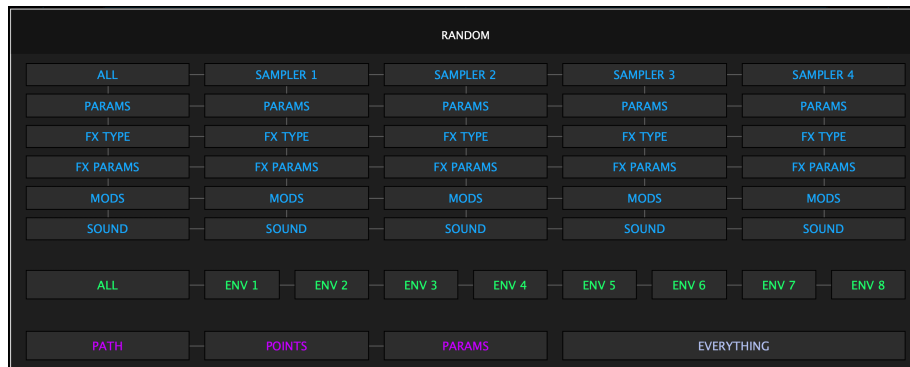 RANDOM
ALL SAMPLER 1 SAMPLER 2 SAMPLER 3 SAMPLER 4
PARAMS PARAMS PARAMS PARAMS PARAMS
FX TYPE FX TYPE FX TYPE FX TYPE FX TYPE
FX PARAMS FX PARAMS FX PARAMS FX PARAMS FX PARAMS
MODS MODS MODS MODS MODS
SOUND SOUND SOUND SOUND SOUND
ALL ENV 1 ENV 2 ENV 3 ENV 4 ENV 5 ENV 6 ENV 7 ENV 8
PATH POINTS PARAMS EVERYTHING